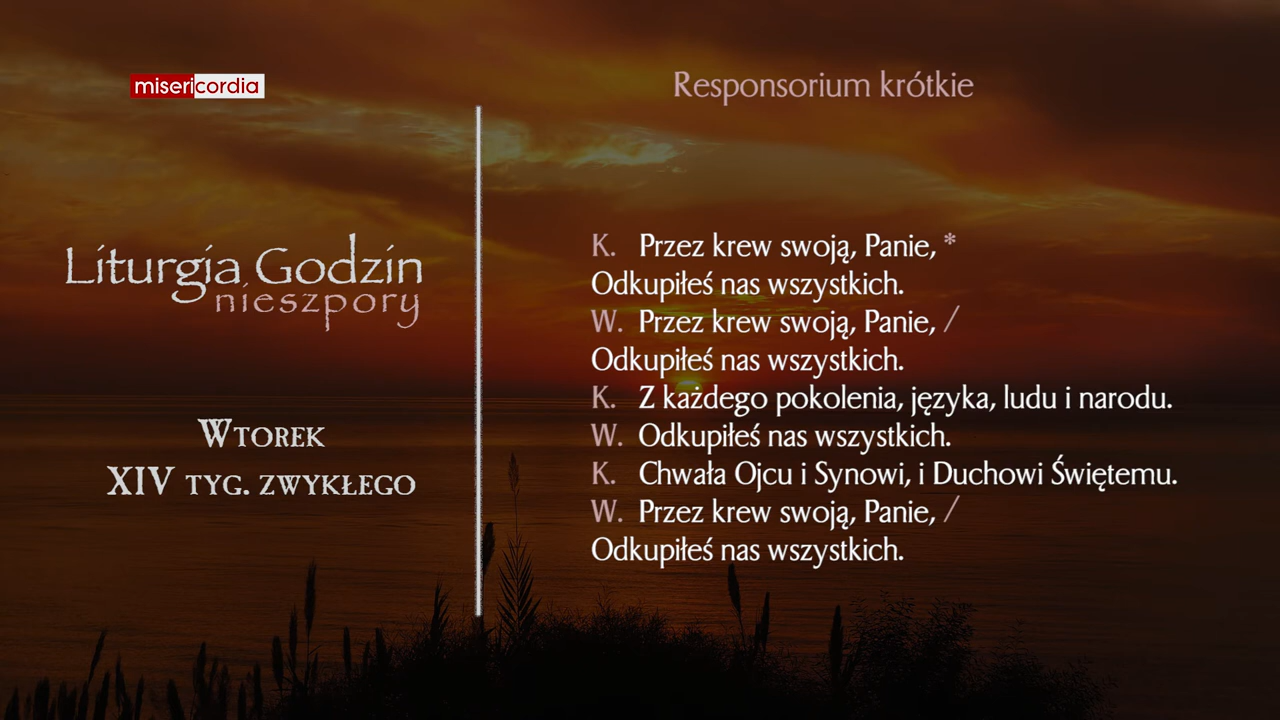 misericordia
Liturgia Godzin
nieszpory
Wtorek
XIV tyg. zwykłego
Responsorium krótkie
K. Przez krew swoją, Panie, *
Odkupiłeś nas wszystkich.
W. Przez krew swoją, Panie, /
Odkupiłeś nas wszystkich.
K. Z każdego pokolenia, języka, ludu i narodu.
W. Odkupiłeś nas wszystkich.
K. Chwała Ojcu i Synowi, i Duchowi Świętemu.
W. Przez krew swoją, Panie, /
Odkupiłeś nas wszystkich.